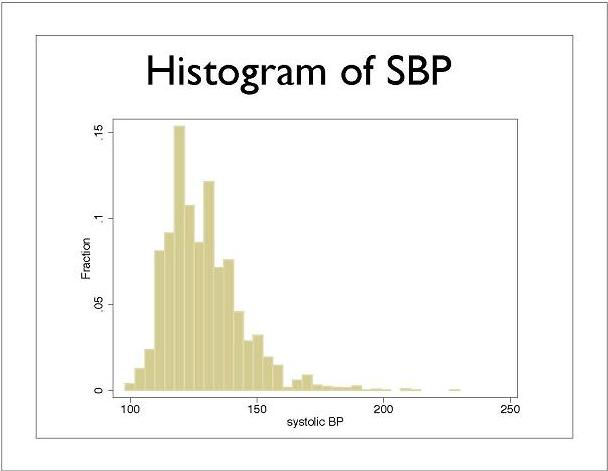 Histogram of SBP
.15
.1
.05
0
Fraction
100 150 200 250
systolic BP